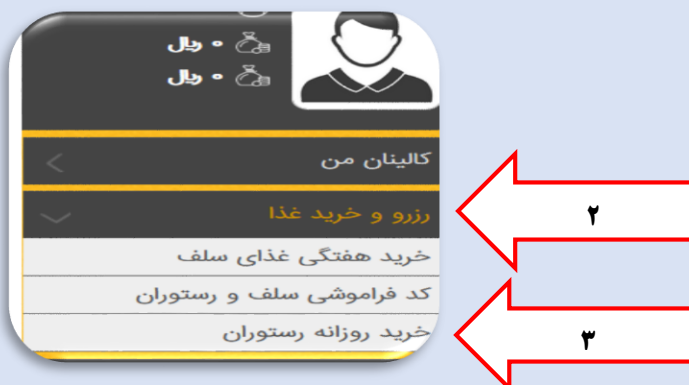 ۰ ریال
۰ ریال
کالینان من
رزرو و خرید غذا
۲
خرید هفتگی غذای سلف
کد فراموشی سلف و رستوران
خرید روزانه رستوران
۳